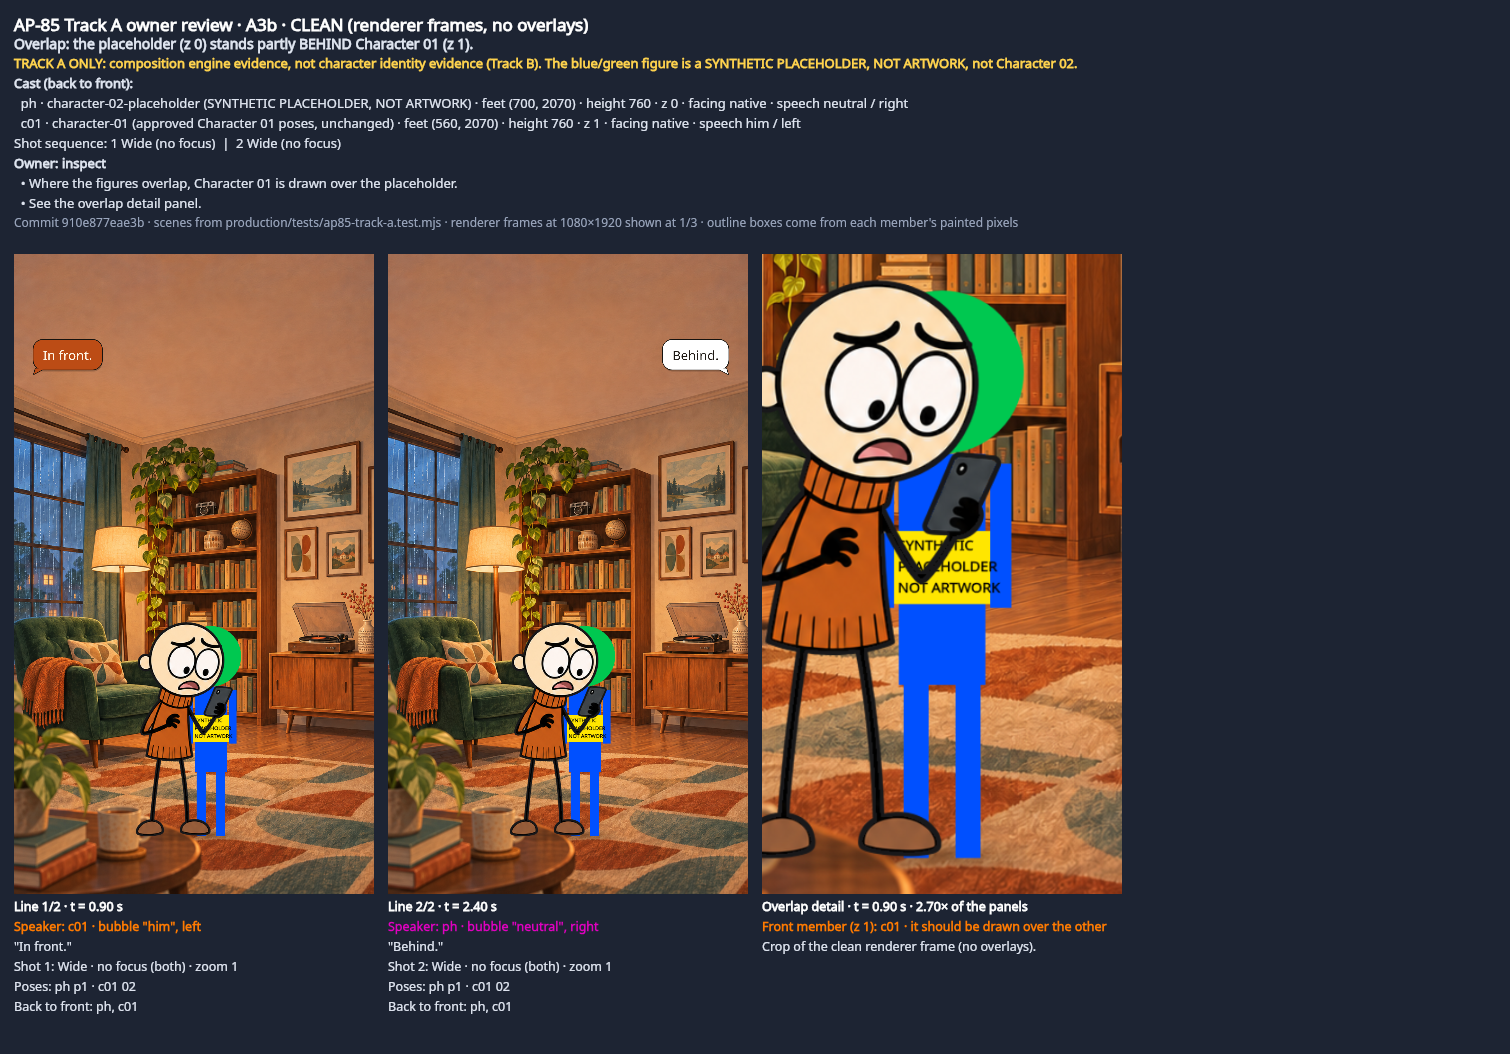 AP-85 Track A owner review · A3b · CLEAN (renderer frames, no overlays)
Overlap: the placeholder (z 0) stands partly BEHIND Character 01 (z 1).
TRACK A ONLY: composition engine evidence, not character identity evidence (Track B). The blue/green figure is a SYNTHETIC PLACEHOLDER, NOT ARTWORK, not Character 02.
Cast (back to front):
ph · character-02-placeholder (SYNTHETIC PLACEHOLDER, NOT ARTWORK) · feet (700, 2070) · height 760 · z 0 · facing native · speech neutral / right
c01 · character-01 (approved Character 01 poses, unchanged) · feet (560, 2070) · height 760 · z 1 · facing native · speech him / left
Shot sequence: 1 Wide (no focus) | 2 Wide (no focus)
Owner: inspect
• Where the figures overlap, Character 01 is drawn over the placeholder.
• See the overlap detail panel.
Commit 910e877eae3b · scenes from production/tests/ap85-track-a.test.mjs · renderer frames at 1080×1920 shown at 1/3 · outline boxes come from each member's painted pixels
In front.
Behind.
NOT ARTWORK
NOT ARTWORK
SYNTHETIC
PLACEHOLDER
NOT ARTWORK
Line 1/2 · t = 0.90 s
Speaker: c01 · bubble "him", left
"In front."
Shot 1: Wide · no focus (both) · zoom 1
Poses: ph p1 · c01 02
Back to front: ph, c01
Line 2/2 · t = 2.40 s
Speaker: ph · bubble "neutral", right
"Behind."
Shot 2: Wide · no focus (both) · zoom 1
Poses: ph p1 · c01 02
Back to front: ph, c01
Overlap detail · t = 0.90 s · 2.70× of the panels
Front member (z 1): c01 · it should be drawn over the other
Crop of the clean renderer frame (no overlays).